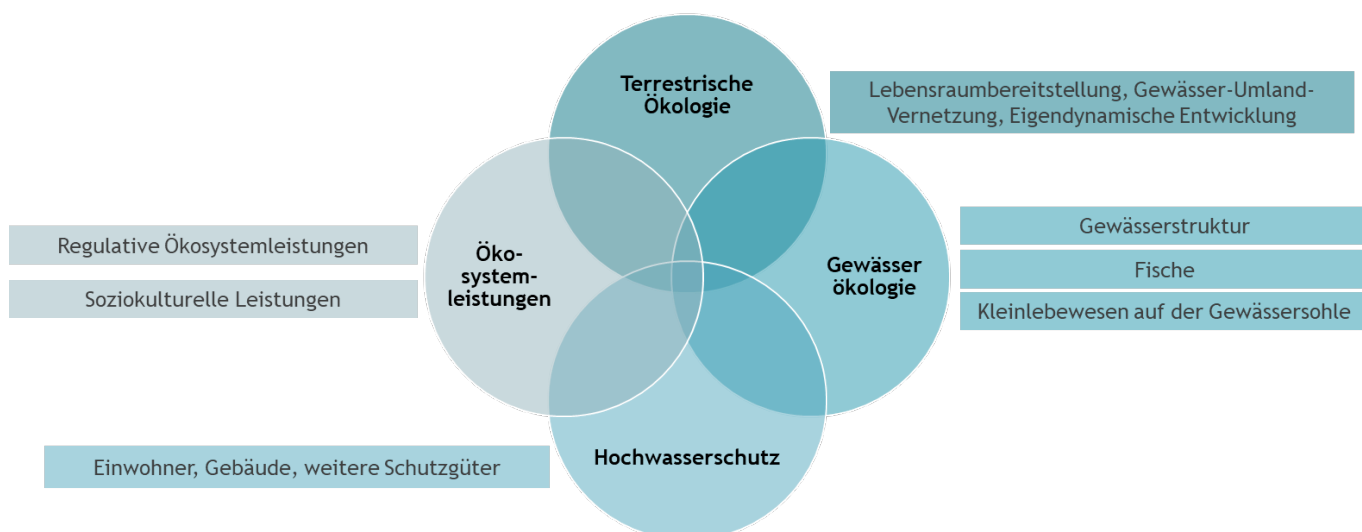 Terrestrische
Ökologie
Lebensraumbereitstellung, Gewässer-Umland-
Vernetzung, Eigendynamische Entwicklung
Regulative Ökosystemleistungen
Soziokulturelle Leistungen
Öko-
system-
leistungen
Gewässer
ökologie
Gewässerstruktur
Fische
Kleinlebewesen auf der Gewässersohle
Hochwasserschutz
Einwohner, Gebäude, weitere Schutzgüter